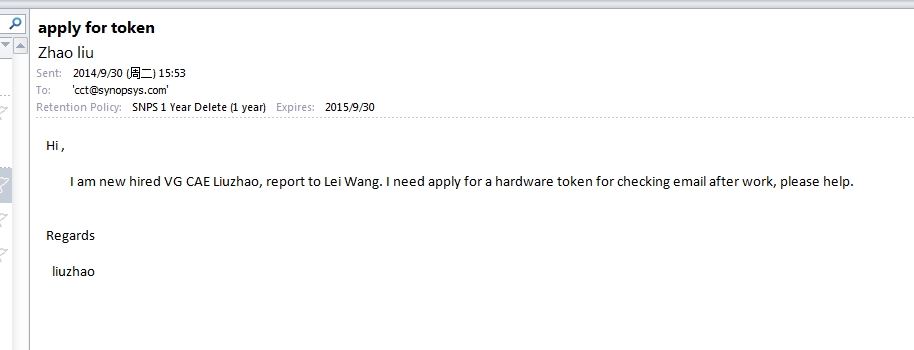 apply for token
Zhao liu
Sent: 2014/9/30 (周二) 15:53
To: 'cct@synopsys.com'
Retention Policy: SNPS 1 Year Delete (1 year) Expires: 2015/9/30
Hi ,
I am new hired VG CAE Liuzhao, report to Lei Wang. I need apply for a hardware token for checking email after work, please help.
Regards
liuzhao